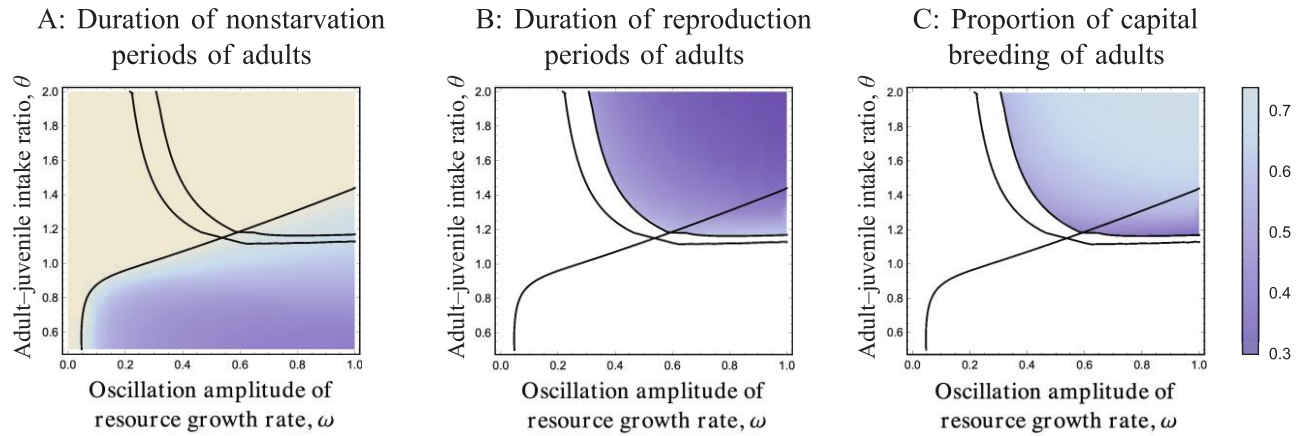 A: Duration of nonstarvation
periods of adults
B: Duration of reproduction
periods of adults
C: Proportion of capital
breeding of adults
Adult–juvenile intake ratio, θ
2.0
1.8
1.6
1.4
1.2
1.0
0.8
0.6
0.0 0.2 0.4 0.6 0.8 1.0
Oscillation amplitude of
resource growth rate, ω
Adult–juvenile intake ratio, θ
2.0
1.8
1.6
1.4
1.2
1.0
0.8
0.6
0.0 0.2 0.4 0.6 0.8 1.0
Oscillation amplitude of
resource growth rate, ω
Adult–juvenile intake ratio, θ
2.0
1.8
1.6
1.4
1.2
1.0
0.8
0.6
0.0 0.2 0.4 0.6 0.8 1.0
Oscillation amplitude of
resource growth rate, ω
0.7
0.6
0.5
0.4
0.3